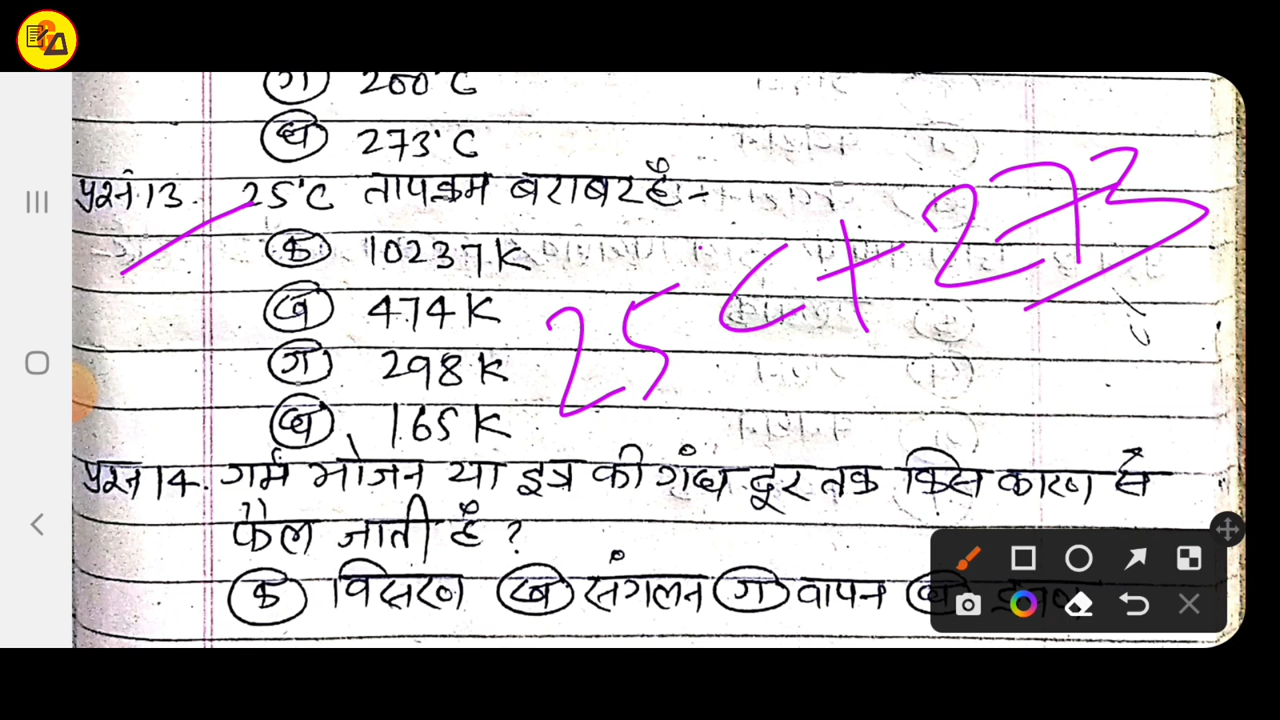 ग 200°C
घ 273°C
प्रश्न.13. 25°C तापक्रम बराबर है:-
क 10237K
ख 474K
ग 298K
घ 165K
25 C + 273
प्रश्न 14. गर्म भोजन या इत्र की गंध दूर तक किस कारण से
फैल जाती है ?
क विसरण ख संगलन ग वापन घ